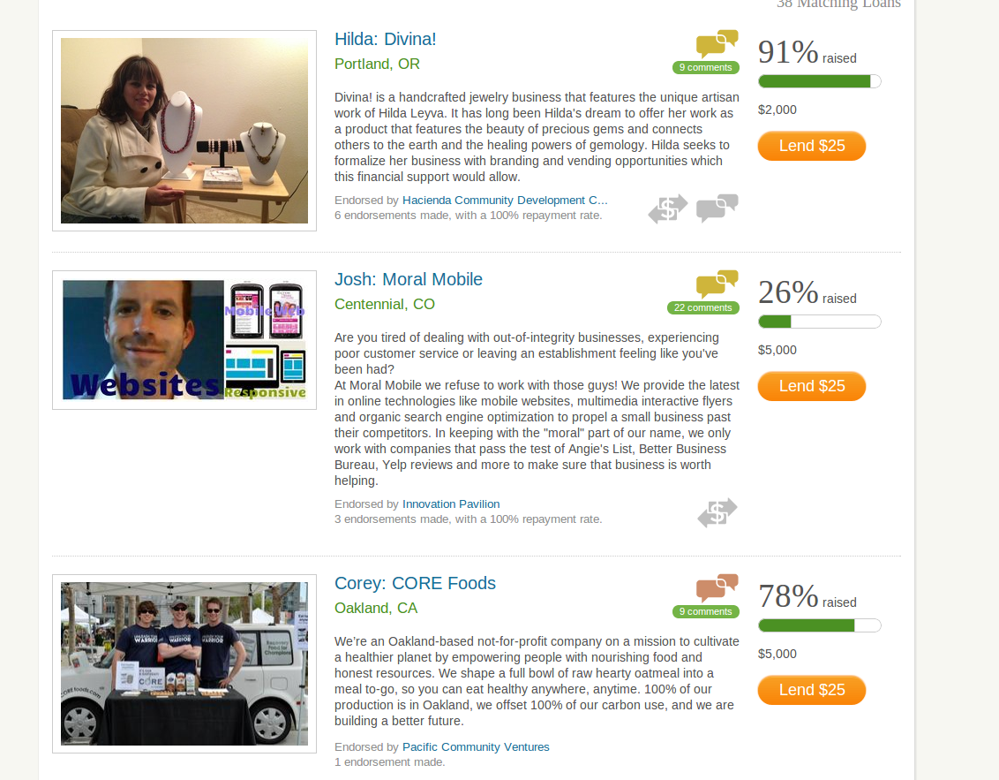 38 Matching Loans
Hilda: Divina!
Portland, OR
9 comments
Divina! is a handcrafted jewelry business that features the unique artisan
work of Hilda Leyva. It has long been Hilda's dream to offer her work as
a product that features the beauty of precious gems and connects
others to the earth and the healing powers of gemology. Hilda seeks to
formalize her business with branding and vending opportunities which
this financial support would allow.
Endorsed by Hacienda Community Development C...
6 endorsements made, with a 100% repayment rate.
$
91% raised
$2,000
Lend $25
Mobile Web
Websites
Responsive
Josh: Moral Mobile
Centennial, CO
22 comments
Are you tired of dealing with out-of-integrity businesses, experiencing
poor customer service or leaving an establishment feeling like you've
been had?
At Moral Mobile we refuse to work with those guys! We provide the latest
in online technologies like mobile websites, multimedia interactive flyers
and organic search engine optimization to propel a small business past
their competitors. In keeping with the "moral" part of our name, we only
work with companies that pass the test of Angie's List, Better Business
Bureau, Yelp reviews and more to make sure that business is worth
helping.
Endorsed by Innovation Pavilion
3 endorsements made, with a 100% repayment rate.
$
26% raised
$5,000
Lend $25
UNLEASH YOUR
WARRIOR
WARRIOR
WARRIOR
CORE
CORE foods.com
Corey: CORE Foods
Oakland, CA
9 comments
We're an Oakland-based not-for-profit company on a mission to cultivate
a healthier planet by empowering people with nourishing food and
honest resources. We shape a full bowl of raw hearty oatmeal into a
meal to-go, so you can eat healthy anywhere, anytime. 100% of our
production is in Oakland, we offset 100% of our carbon use, and we are
building a better future.
Endorsed by Pacific Community Ventures
1 endorsement made.
78% raised
$5,000
Lend $25